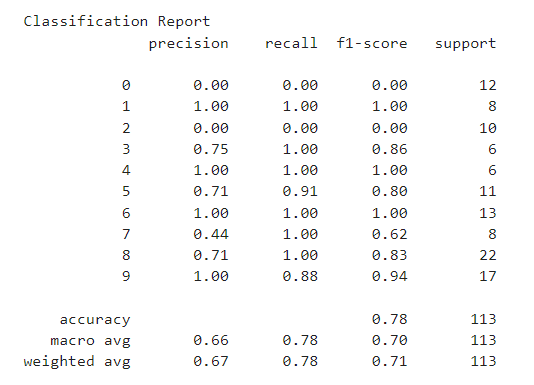 Classification Report
precision recall f1-score support
0 0.00 0.00 0.00 12
1 1.00 1.00 1.00 8
2 0.00 0.00 0.00 10
3 0.75 1.00 0.86 6
4 1.00 1.00 1.00 6
5 0.71 0.91 0.80 11
6 1.00 1.00 1.00 13
7 0.44 1.00 0.62 8
8 0.71 1.00 0.83 22
9 1.00 0.88 0.94 17
accuracy 0.78 113
macro avg 0.66 0.78 0.70 113
weighted avg 0.67 0.78 0.71 113